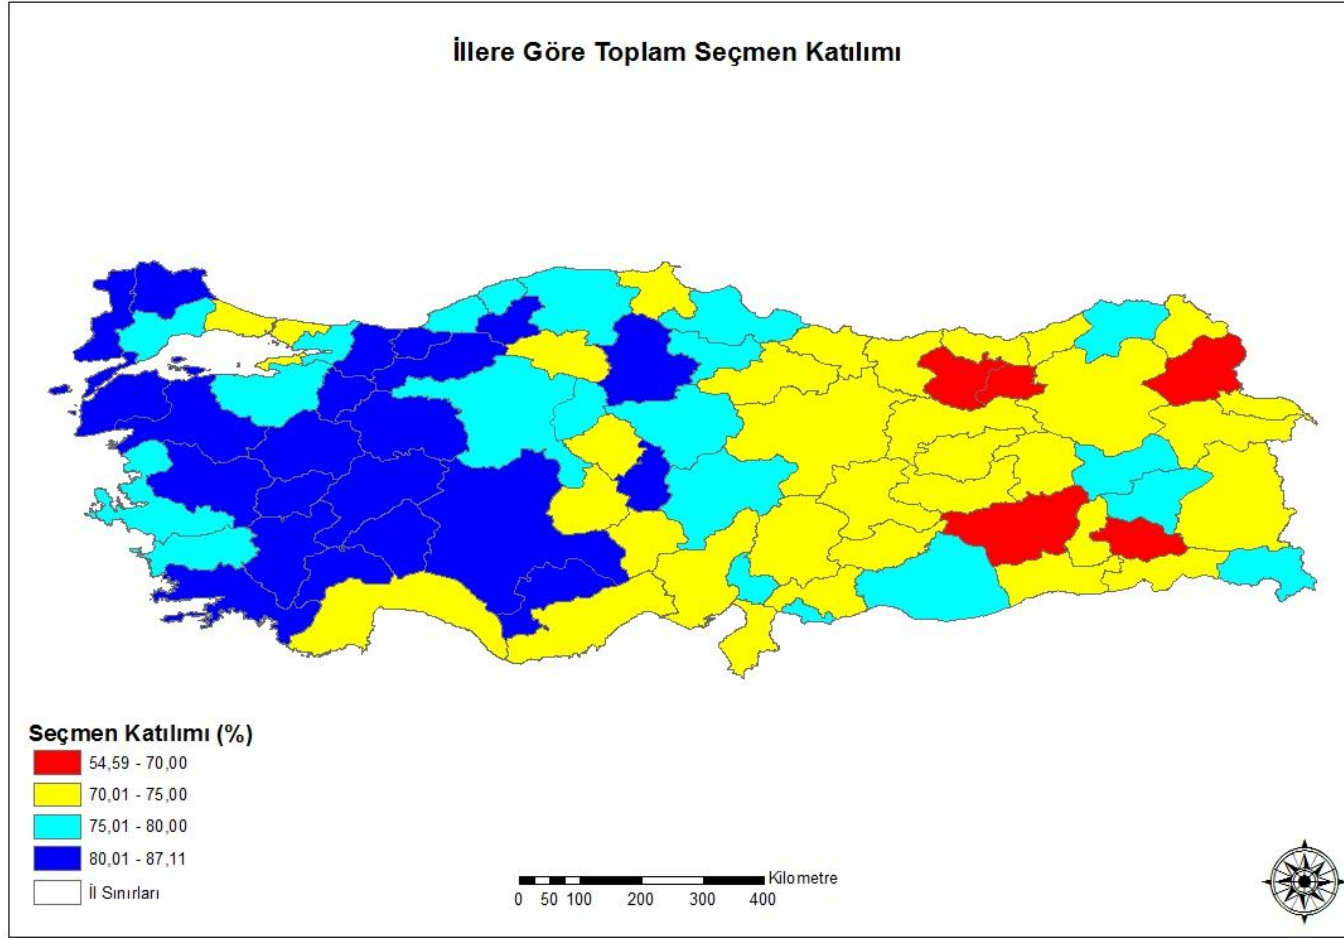 İllere Göre Toplam Seçmen Katılımı
Seçmen Katılımı (%)
54,59 - 70,00
70,01 - 75,00
75,01 - 80,00
80,01 - 87,11
İl Sınırları
Kilometre
0 50 100 200 300 400